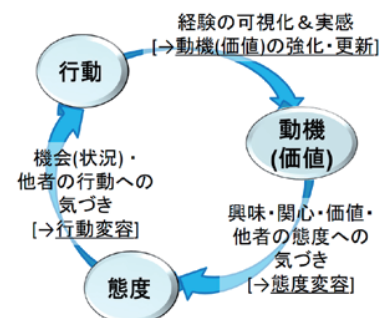 経験の可視化＆実感
[→動機(価値)の強化・更新]
行動
動機
(価値)
機会(状況)・
他者の行動への
気づき
[→行動変容]
興味・関心・価値・
他者の態度への
気づき
[→態度変容]
態度